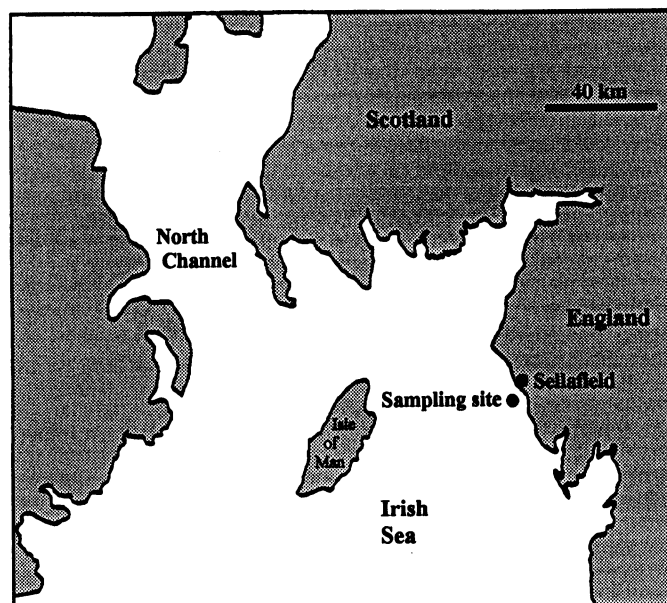 40 km
Scotland
North
Channel
England
Sellafield
Sampling site
Isle
of
Man
Irish
Sea